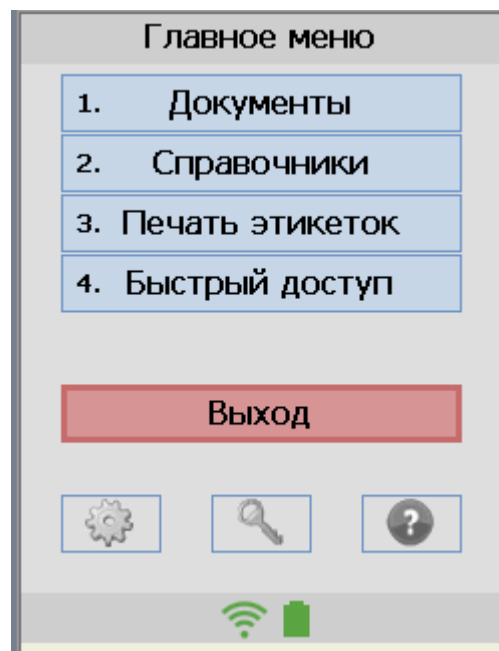 Главное меню
1. Документы
2. Справочники
3. Печать этикеток
4. Быстрый доступ
Выход
?